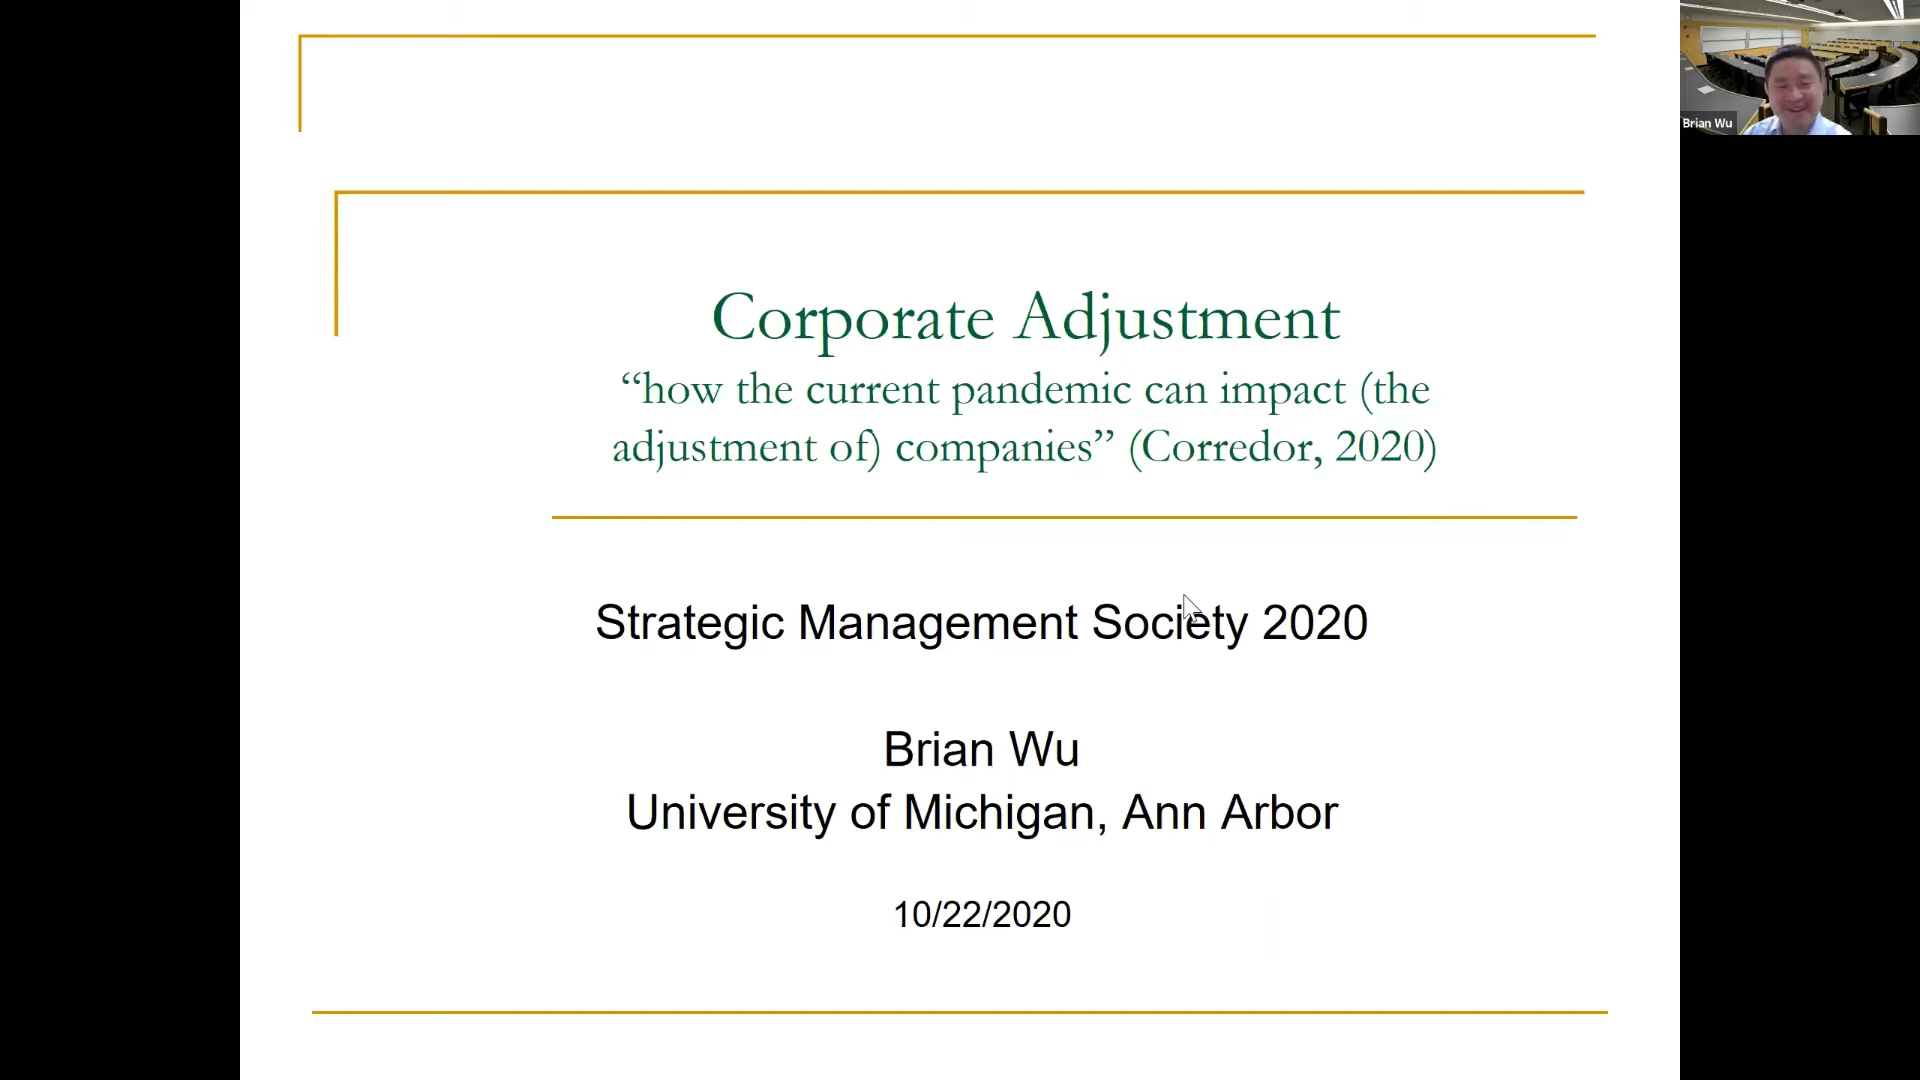 Corporate Adjustment
“how the current pandemic can impact (the
adjustment of) companies” (Corredor, 2020)
Strategic Management Society 2020
Brian Wu
University of Michigan, Ann Arbor
10/22/2020
Brian Wu